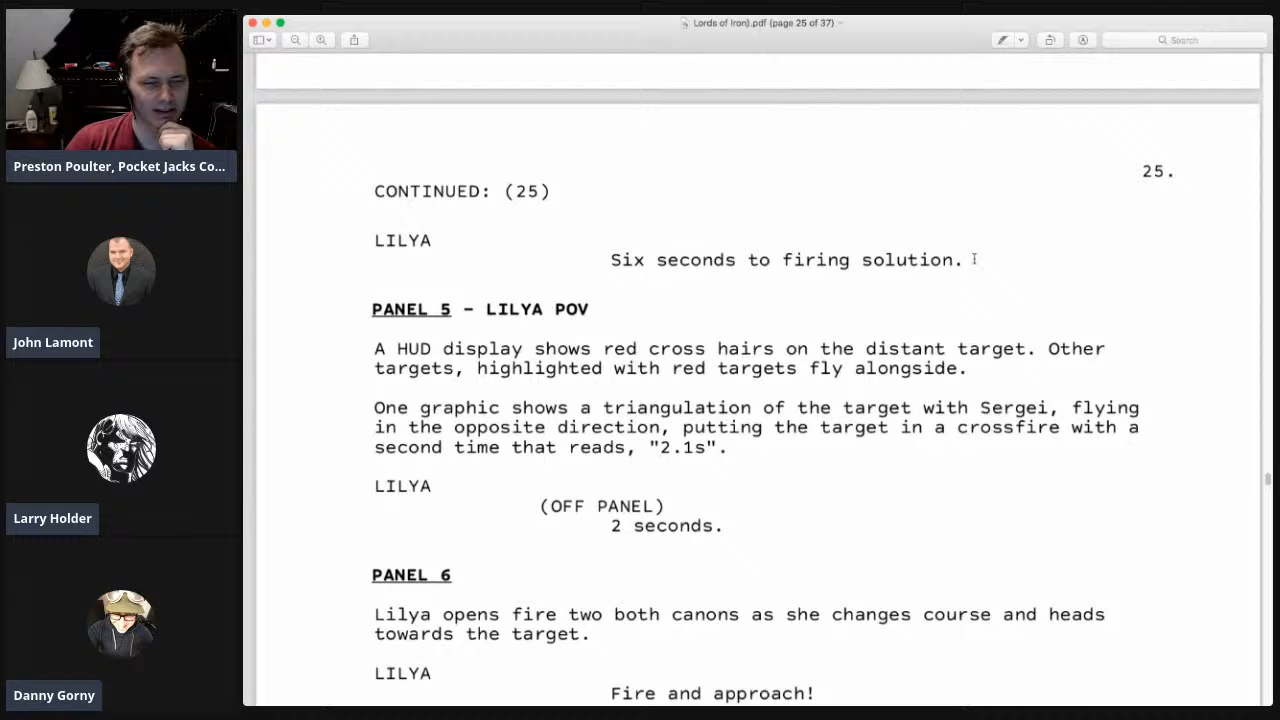 Lords of Iron).pdf (page 25 of 37)
Search
Preston Poulter, Pocket Jacks Co...
John Lamont
Larry Holder
Danny Gorny
25.
CONTINUED: (25)
LILYA
Six seconds to firing solution.
PANEL 5 - LILYA POV
A HUD display shows red cross hairs on the distant target. Other
targets, highlighted with red targets fly alongside.
One graphic shows a triangulation of the target with Sergei, flying
in the opposite direction, putting the target in a crossfire with a
second time that reads, "2.1s".
LILYA
(OFF PANEL)
2 seconds.
PANEL 6
Lilya opens fire two both canons as she changes course and heads
towards the target.
LILYA
Fire and approach!